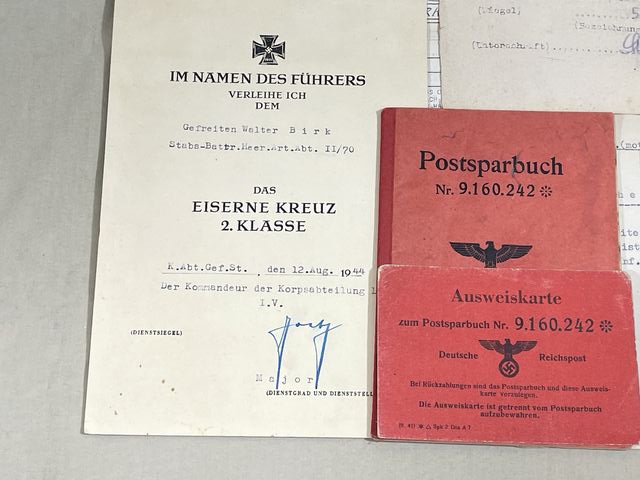 IM NAMEN DES FÜHRERS
VERLEIHE ICH
DEM
Gefreiten Walter Birk
Stabs-Battr.Heer.Art.Abt. II/70
DAS
EISERNE KREUZ
2. KLASSE
K.Abt.Gef.St. , den 12.Aug. 1944
Der Kommandeur der Korpsabteilung
I.V.
(DIENSTSIEGEL)
Major
(DIENSTGRAD UND DIENSTSTELL
(Siegel)
(Unterschrift)
Postsparbuch
Nr. 9.160.242 ✻
Ausweiskarte
zum Postsparbuch Nr. 9.160.242 ✻
Deutsche Reichspost
Bei Rückzahlungen sind das Postsparbuch und diese Ausweis-
karte vorzulegen.
Die Ausweiskarte ist getrennt vom Postsparbuch
aufzubewahren.